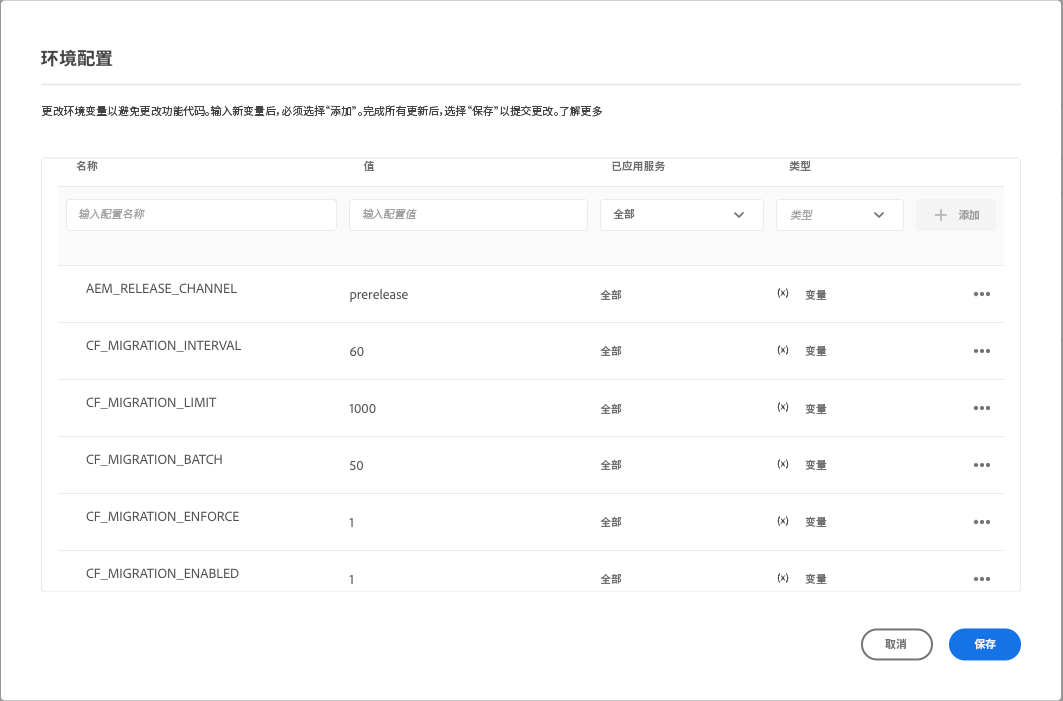 环境配置
更改环境变量以避免更改功能代码。输入新变量后，必须选择“添加”。完成所有更新后，选择“保存”以提交更改。了解更多
名称 值 已应用服务 类型
输入配置名称 输入配置值 全部 类型 添加
AEM_RELEASE_CHANNEL prerelease 全部 (x) 变量
CF_MIGRATION_INTERVAL 60 全部 (x) 变量
CF_MIGRATION_LIMIT 1000 全部 (x) 变量
CF_MIGRATION_BATCH 50 全部 (x) 变量
CF_MIGRATION_ENFORCE 1 全部 (x) 变量
CF_MIGRATION_ENABLED 1 全部 (x) 变量
取消 保存